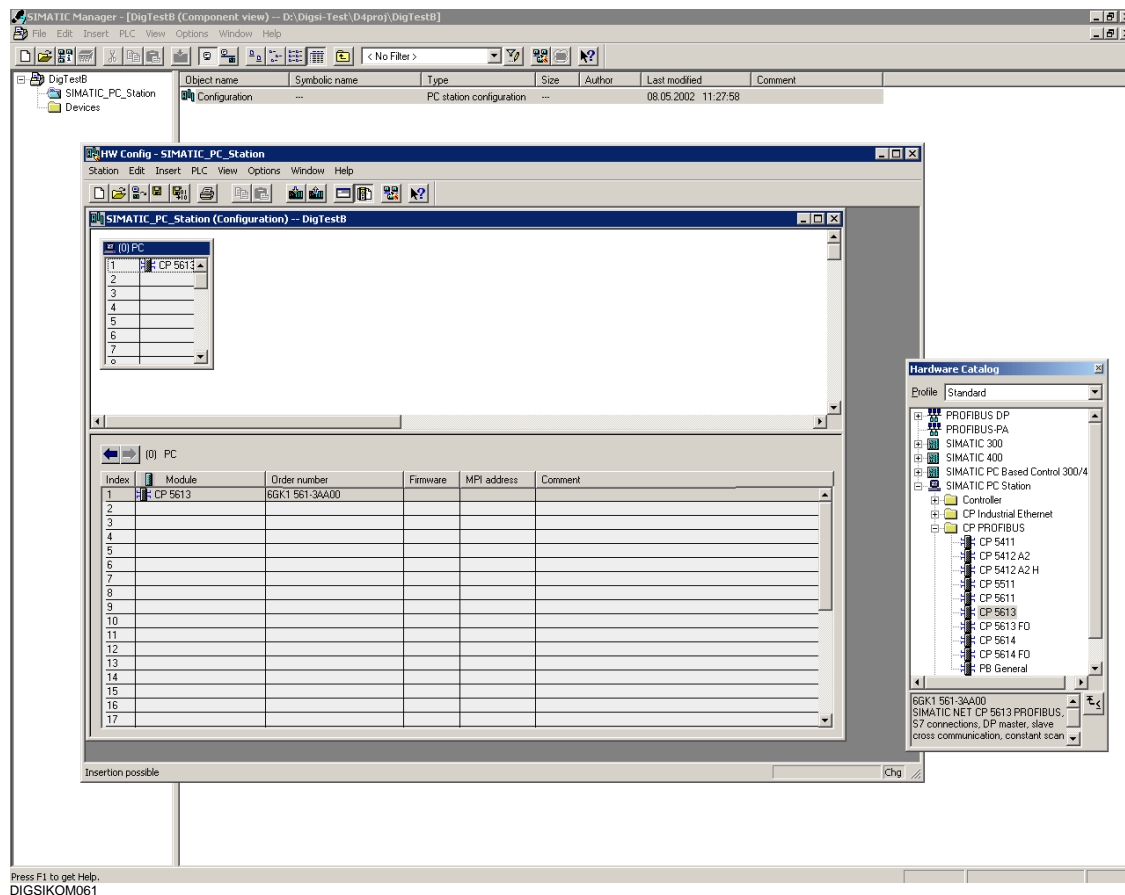 SIMATIC Manager - [DigTestB (Component view) -- D:\Digsi-Test\D4proj\DigTestB]
File Edit Insert PLC View Options Window Help
< No Filter >
DigTestB
SIMATIC_PC_Station
Devices
Object name Symbolic name Type Size Author Last modified Comment
Configuration --- PC station configuration --- 08.05.2002 11:27:58
HW Config - SIMATIC_PC_Station
Station Edit Insert PLC View Options Window Help
SIMATIC_PC_Station (Configuration) -- DigTestB
(0) PC
1 CP 5613
2
3
4
5
6
7
(0) PC
Index Module Order number Firmware MPI address Comment
1 CP 5613 6GK1 561-3AA00
2
3
4
5
6
7
8
9
10
11
12
13
14
15
16
17
Insertion possible Chg
Hardware Catalog
Profile Standard
PROFIBUS DP
PROFIBUS-PA
SIMATIC 300
SIMATIC 400
SIMATIC PC Based Control 300/4
SIMATIC PC Station
Controller
CP Industrial Ethernet
CP PROFIBUS
CP 5411
CP 5412 A2
CP 5412 A2 H
CP 5511
CP 5611
CP 5613
CP 5613 FO
CP 5614
CP 5614 FO
PB General
6GK1 561-3AA00
SIMATIC NET CP 5613 PROFIBUS,
S7 connections, DP master, slave
cross communication, constant scan
Press F1 to get Help.
DIGSIKOM061